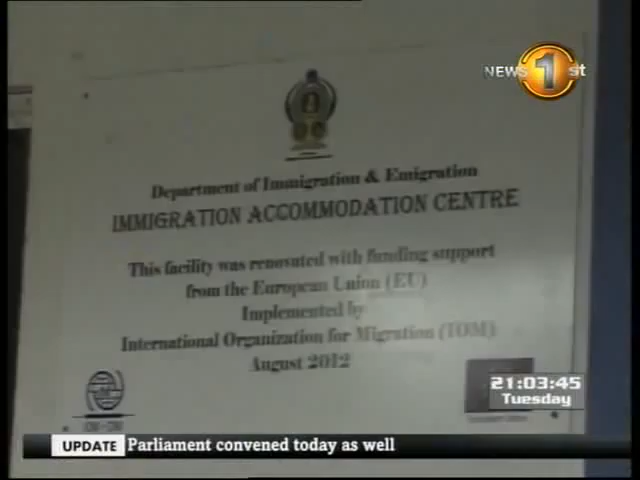 NEWS 1st
Department of Immigration & Emigration
IMMIGRATION ACCOMMODATION CENTRE
This facility was renovated with funding support
from the European Union (EU)
Implemented by
International Organization for Migration (IOM)
August 2012
21:03:45
Tuesday
UPDATE Parliament convened today as well